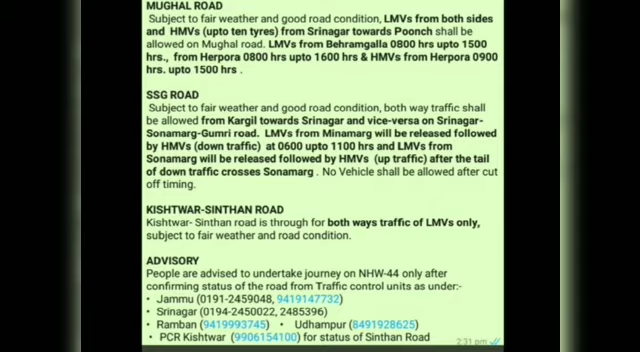 MUGHAL ROAD
Subject to fair weather and good road condition, LMVs from both sides
and HMVs (upto ten tyres) from Srinagar towards Poonch shall be
allowed on Mughal road. LMVs from Behramgalla 0800 hrs upto 1500
hrs., from Herpora 0800 hrs upto 1600 hrs & HMVs from Herpora 0900
hrs. upto 1500 hrs .
SSG ROAD
Subject to fair weather and good road condition, both way traffic shall
be allowed from Kargil towards Srinagar and vice-versa on Srinagar-
Sonamarg-Gumri road. LMVs from Minamarg will be released followed
by HMVs (down traffic) at 0600 upto 1100 hrs and LMVs from
Sonamarg will be released followed by HMVs (up traffic) after the tail
of down traffic crosses Sonamarg . No Vehicle shall be allowed after cut
off timing.
KISHTWAR-SINTHAN ROAD
Kishtwar- Sinthan road is through for both ways traffic of LMVs only,
subject to fair weather and road condition.
ADVISORY
People are advised to undertake journey on NHW-44 only after
confirming status of the road from Traffic control units as under:-
• Jammu (0191-2459048, 9419147732)
• Srinagar (0194-2450022, 2485396)
• Ramban (9419993745) • Udhampur (8491928625)
• PCR Kishtwar (9906154100) for status of Sinthan Road
2:31 pm